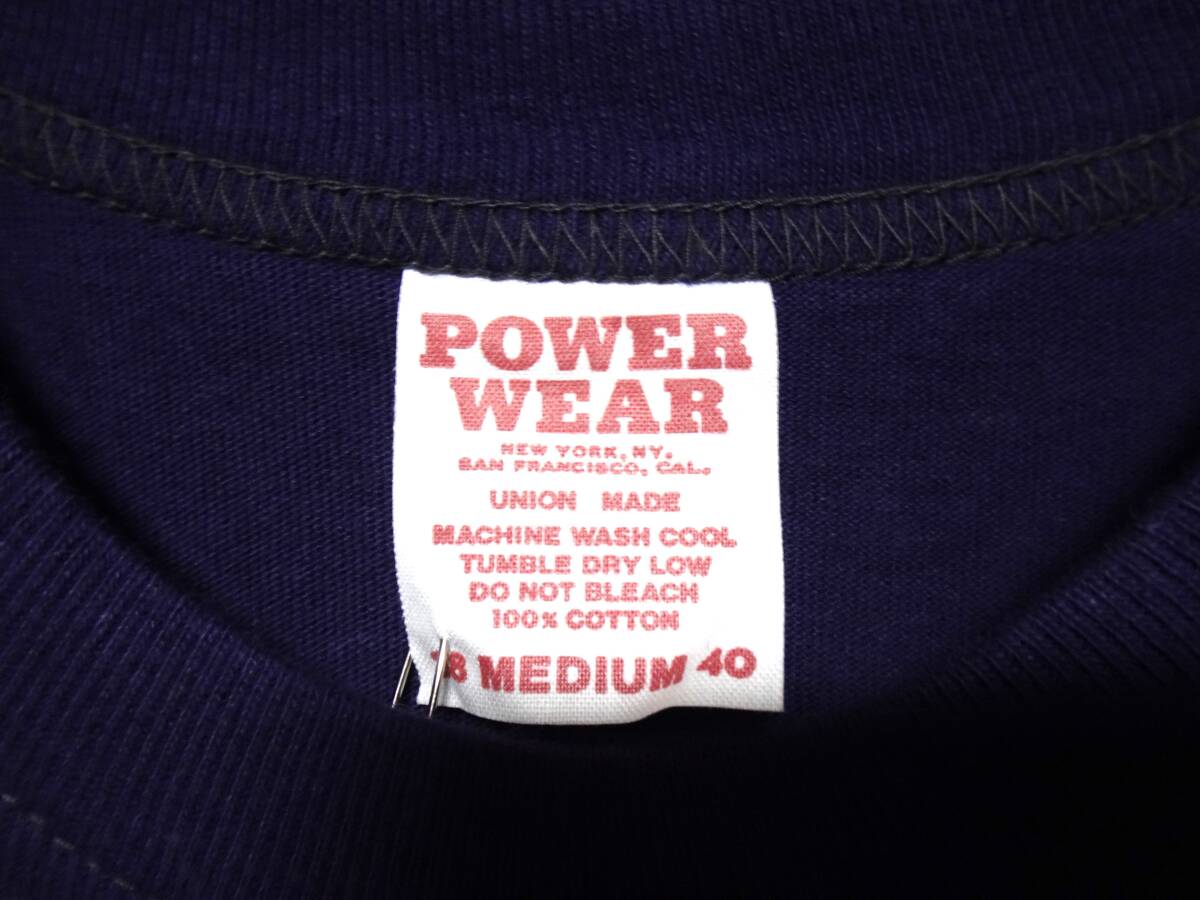 POWER
WEAR
NEW YORK, NY.
SAN FRANCISCO, CAL.
UNION MADE
MACHINE WASH COOL
TUMBLE DRY LOW
DO NOT BLEACH
100% COTTON
MEDIUM 40